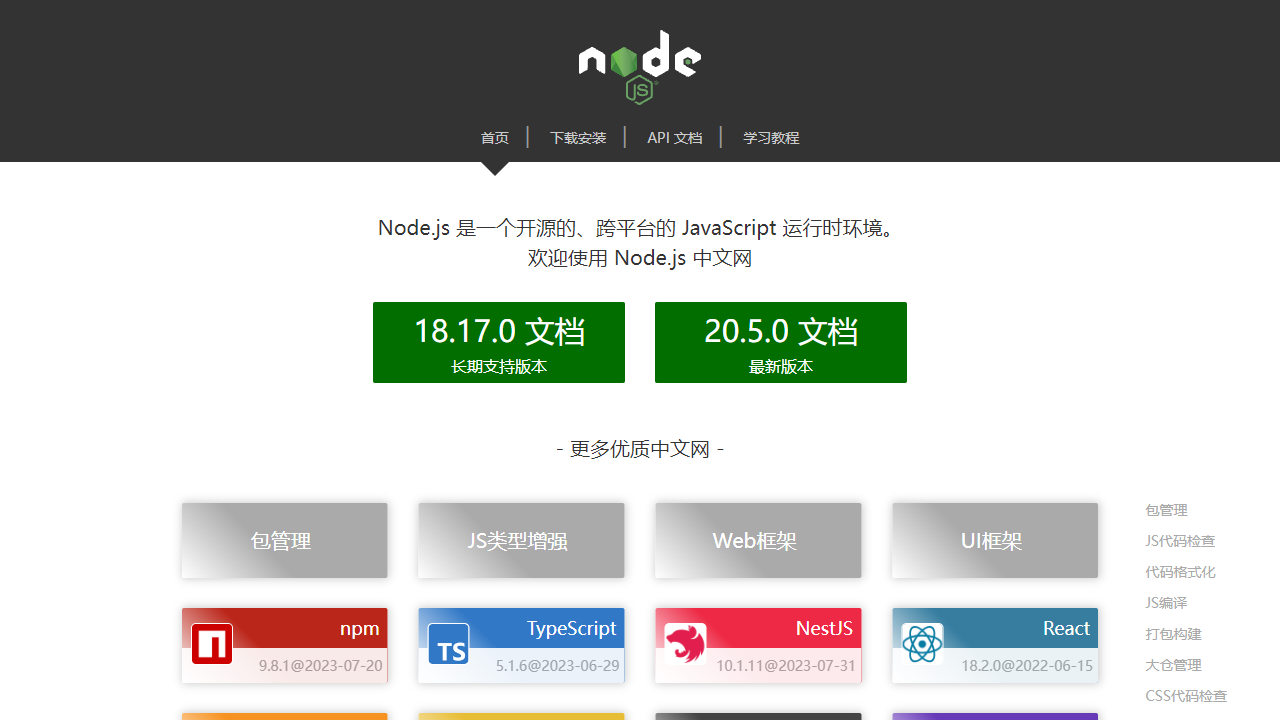 node
JS
首页 下载安装 API 文档 学习教程
Node.js 是一个开源的、跨平台的 JavaScript 运行时环境。
欢迎使用 Node.js 中文网
18.17.0 文档
长期支持版本
20.5.0 文档
最新版本
- 更多优质中文网 -
包管理
JS类型增强
Web框架
UI框架
npm
9.8.1@2023-07-20
TS
TypeScript
5.1.6@2023-06-29
NestJS
10.1.11@2023-07-31
React
18.2.0@2022-06-15
包管理
JS代码检查
代码格式化
JS编译
打包构建
大仓管理
CSS代码检查